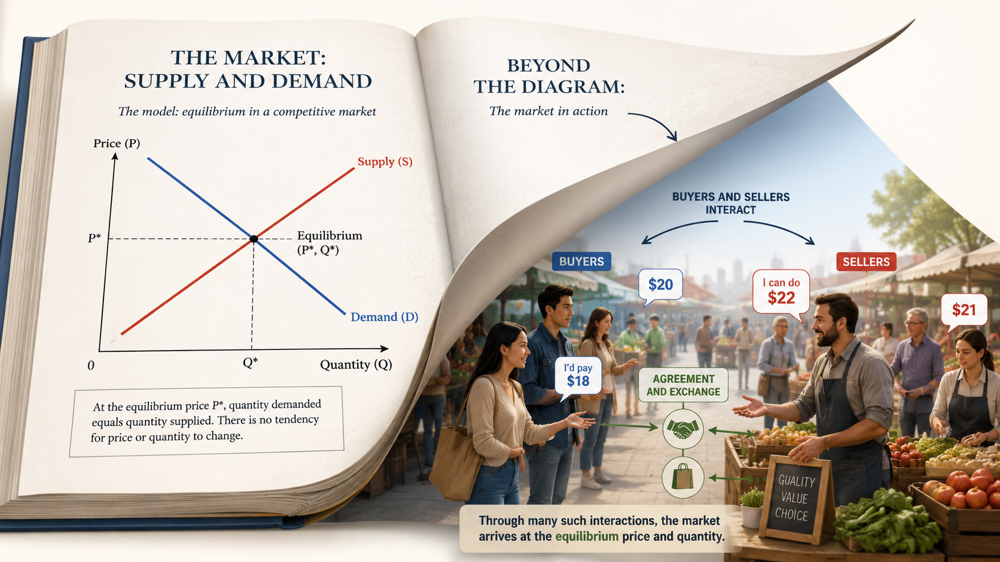 THE MARKET:
SUPPLY AND DEMAND
The model: equilibrium in a competitive market
Price (P)
Supply (S)
P*
Equilibrium
(P*, Q*)
Demand (D)
0
Q*
Quantity (Q)
At the equilibrium price P*, quantity demanded
equals quantity supplied. There is no tendency
for price or quantity to change.
BEYOND
THE DIAGRAM:
The market in action
BUYERS AND SELLERS
INTERACT
BUYERS
SELLERS
$20
I can do
$22
$21
I'd pay
$18
AGREEMENT
AND EXCHANGE
QUALITY
VALUE
CHOICE
Through many such interactions, the market
arrives at the equilibrium price and quantity.